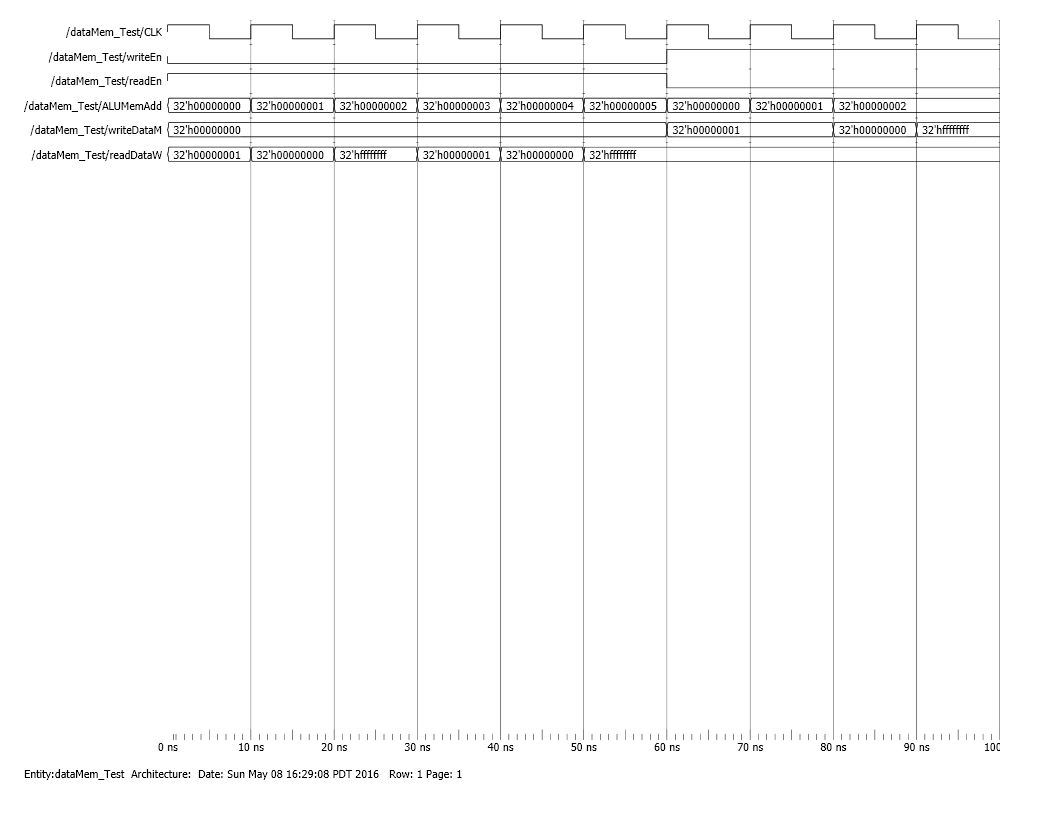 /dataMem_Test/CLK
/dataMem_Test/writeEn
/dataMem_Test/readEn
/dataMem_Test/ALUMemAdd 32'h00000000 32'h00000001 32'h00000002 32'h00000003 32'h00000004 32'h00000005 32'h00000000 32'h00000001 32'h00000002
/dataMem_Test/writeDataM 32'h00000000 32'h00000001 32'h00000000 32'hffffffff
/dataMem_Test/readDataW 32'h00000001 32'h00000000 32'hffffffff 32'h00000001 32'h00000000 32'hffffffff
0 ns 10 ns 20 ns 30 ns 40 ns 50 ns 60 ns 70 ns 80 ns 90 ns 100
Entity:dataMem_Test Architecture: Date: Sun May 08 16:29:08 PDT 2016 Row: 1 Page: 1